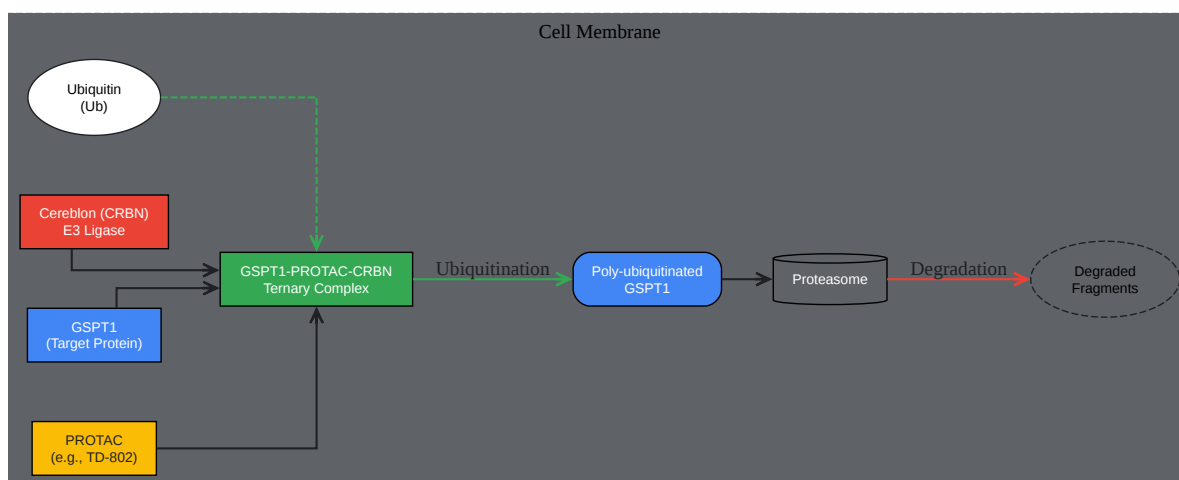 Cell Membrane
Ubiquitin
(Ub)
Cereblon (CRBN)
E3 Ligase
GSPT1-PROTAC-CRBN
Ternary Complex
Ubiquitination
Poly-ubiquitinated
GSPT1
Proteasome
Degradation
Degraded
Fragments
GSPT1
(Target Protein)
PROTAC
(e.g., TD-802)